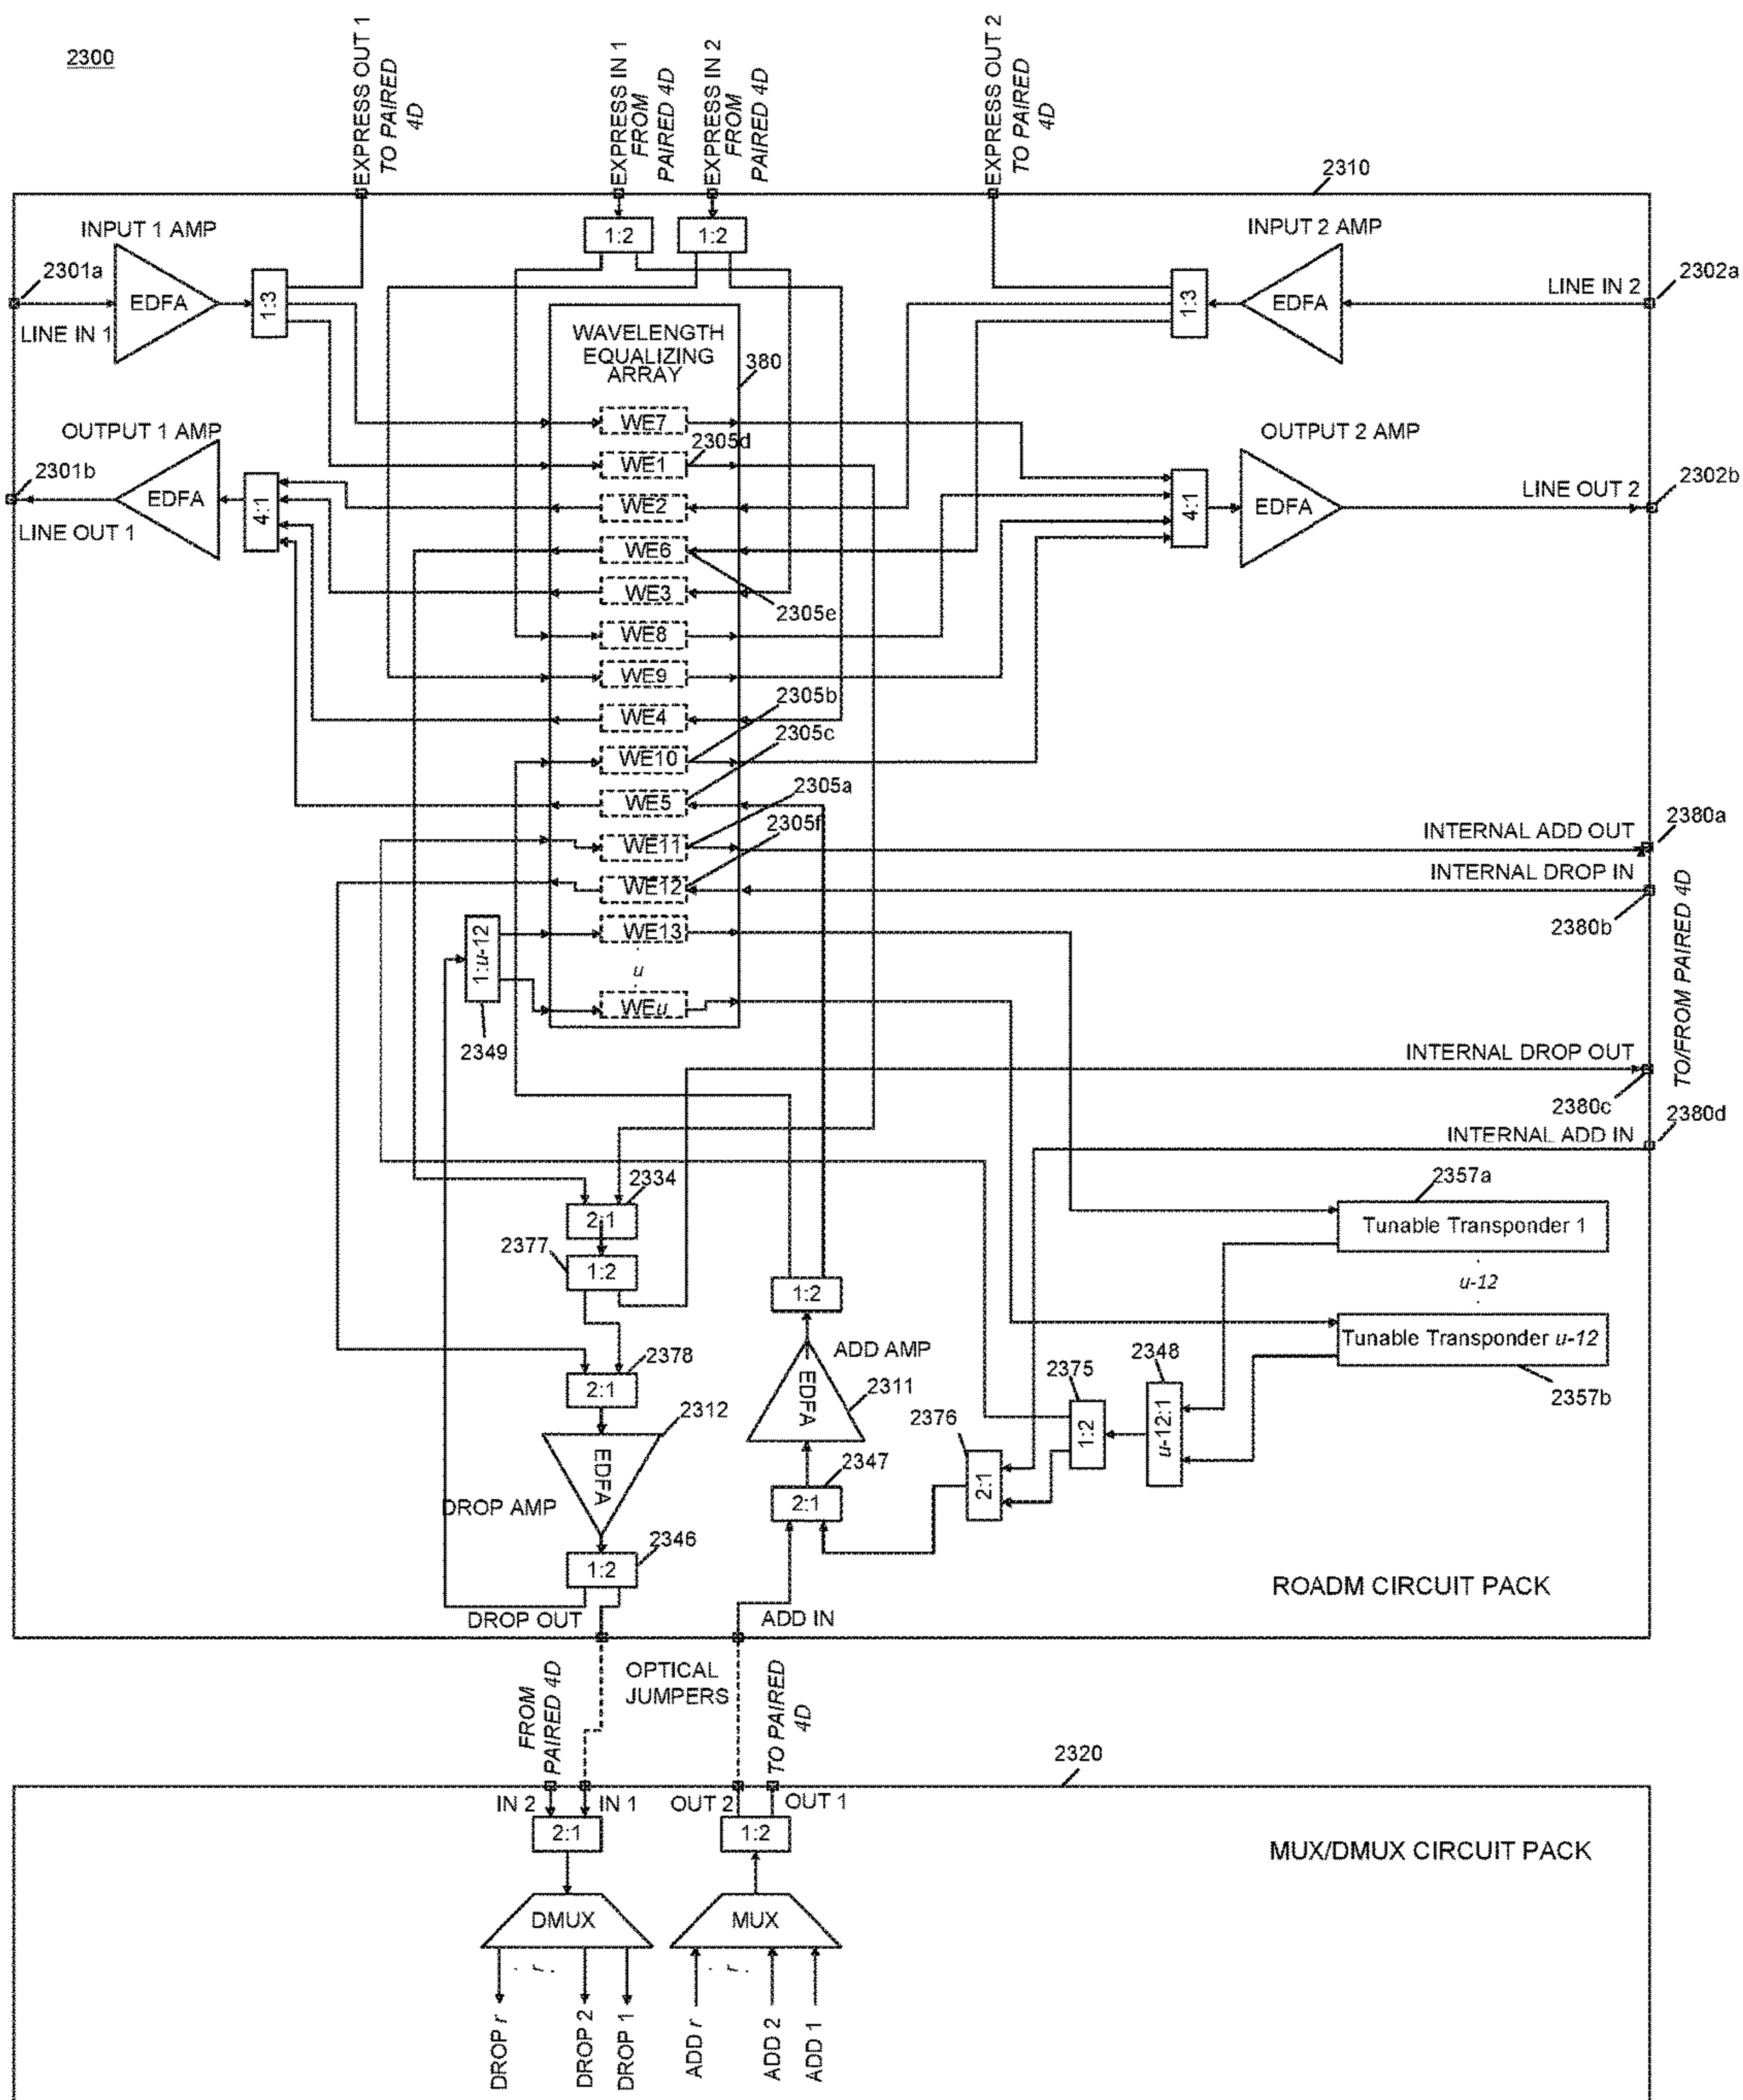 2300
EXPRESS OUT 1
TO PAIRED
4D
EXPRESS IN 1
FROM
PAIRED 4D
EXPRESS IN 2
FROM
PAIRED 4D
EXPRESS OUT 2
TO PAIRED
4D
2310
INPUT 1 AMP
1:2
1:2
INPUT 2 AMP
2301a
EDFA
1:3
LINE IN 1
1:3
EDFA
LINE IN 2
2302a
WAVELENGTH
EQUALIZING
ARRAY
380
OUTPUT 1 AMP
2301b
EDFA
4:1
LINE OUT 1
OUTPUT 2 AMP
4:1
EDFA
LINE OUT 2
2302b
WE7
2305d
WE1
WE2
WE6
WE3
2305e
WE8
WE9
2305b
WE4
2305c
WE10
2305a
WE5
2305f
WE11
WE12
WE13
u
WEu
INTERNAL ADD OUT
2380a
INTERNAL DROP IN
2380b
TO/FROM PAIRED 4D
1:u-12
2349
INTERNAL DROP OUT
2380c
2380d
INTERNAL ADD IN
2334
2:1
2377
1:2
2357a
Tunable Transponder 1
u-12
Tunable Transponder u-12
2357b
1:2
ADD AMP
EDFA
2311
2378
2:1
2312
EDFA
DROP AMP
2348
u-12:1
2375
1:2
2376
2:1
2347
2:1
2346
1:2
DROP OUT
ADD IN
ROADM CIRCUIT PACK
FROM
PAIRED 4D
OPTICAL
JUMPERS
TO PAIRED
4D
2320
IN 2
IN 1
OUT 2
OUT 1
2:1
1:2
MUX/DMUX CIRCUIT PACK
DMUX
MUX
r
r
DROP r
DROP 2
DROP 1
ADD r
ADD 2
ADD 1